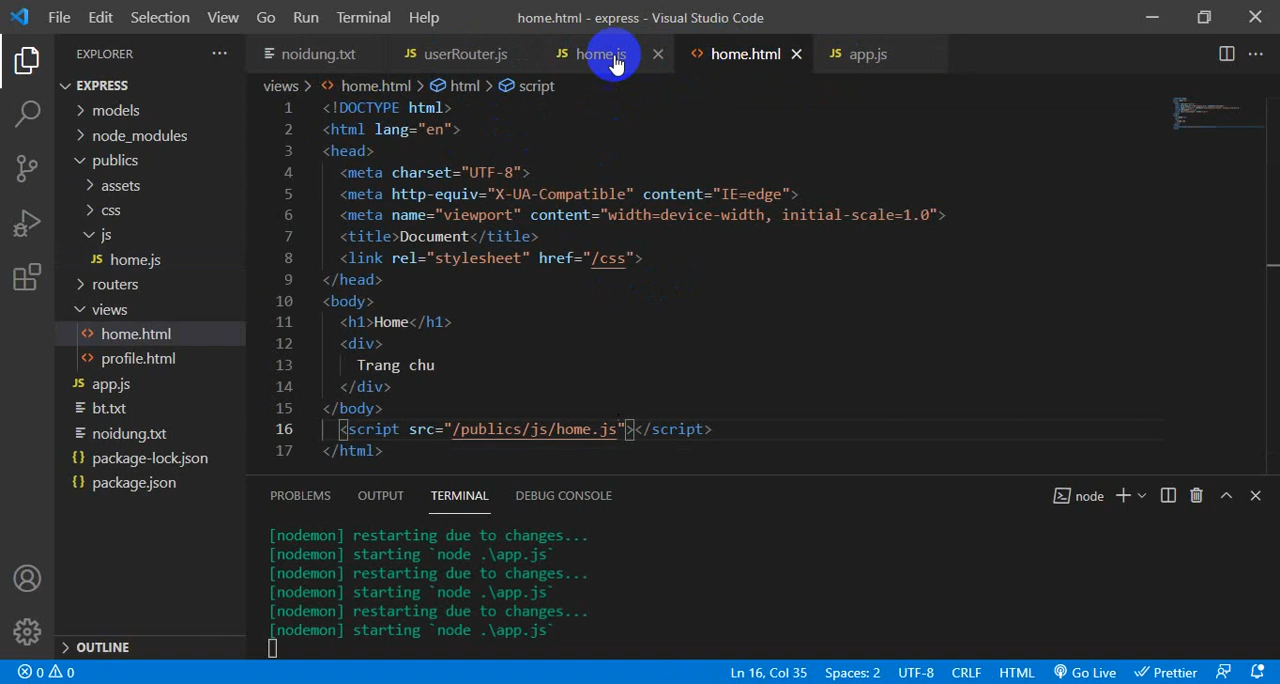 File Edit Selection View Go Run Terminal Help home.html - express - Visual Studio Code
EXPLORER
noidung.txt JS userRouter.js JS home.js home.html JS app.js
EXPRESS
views > home.html > html > script
models
node_modules
publics
assets
css
js
JS home.js
routers
views
home.html
profile.html
JS app.js
bt.txt
noidung.txt
{} package-lock.json
{} package.json
OUTLINE
1 <!DOCTYPE html>
2 <html lang="en">
3 <head>
4 <meta charset="UTF-8">
5 <meta http-equiv="X-UA-Compatible" content="IE=edge">
6 <meta name="viewport" content="width=device-width, initial-scale=1.0">
7 <title>Document</title>
8 <link rel="stylesheet" href="/css">
9 </head>
10 <body>
11 <h1>Home</h1>
12 <div>
13 Trang chu
14 </div>
15 </body>
16 <script src="/publics/js/home.js"></script>
17 </html>
PROBLEMS OUTPUT TERMINAL DEBUG CONSOLE node
[nodemon] restarting due to changes...
[nodemon] starting `node .\app.js`
[nodemon] restarting due to changes...
[nodemon] starting `node .\app.js`
[nodemon] restarting due to changes...
[nodemon] starting `node .\app.js`
0 0 Ln 16, Col 35 Spaces: 2 UTF-8 CRLF HTML Go Live Prettier